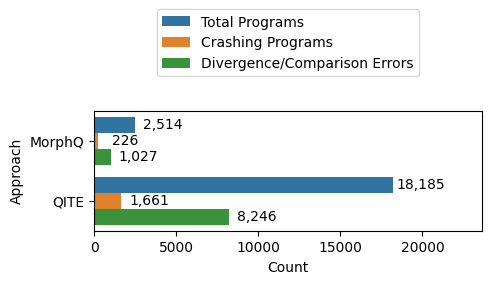 Total Programs
Crashing Programs
Divergence/Comparison Errors
Approach
MorphQ
2,514
226
1,027
QITE
18,185
1,661
8,246
0 5000 10000 15000 20000
Count